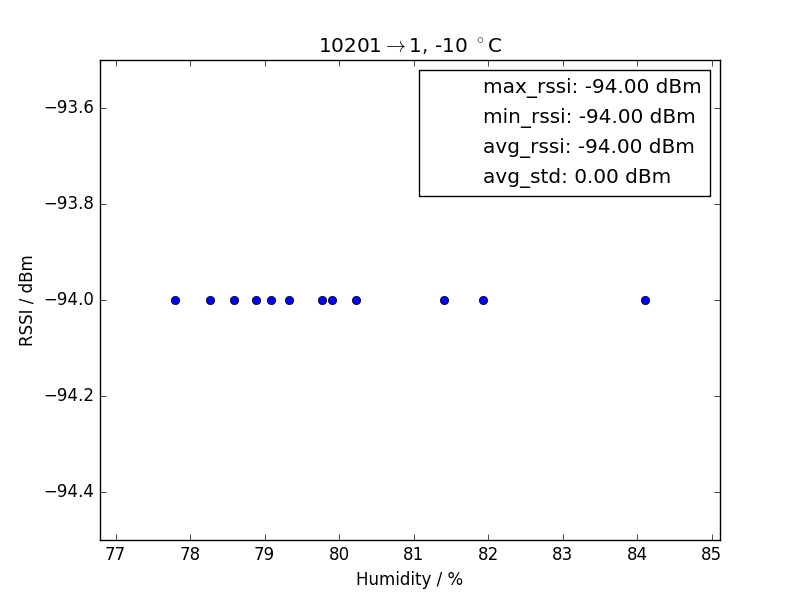 10201→1, -10 °C
max_rssi: -94.00 dBm
min_rssi: -94.00 dBm
avg_rssi: -94.00 dBm
avg_std: 0.00 dBm
−93.6
−93.8
−94.0
−94.2
−94.4
RSSI / dBm
77 78 79 80 81 82 83 84 85
Humidity / %